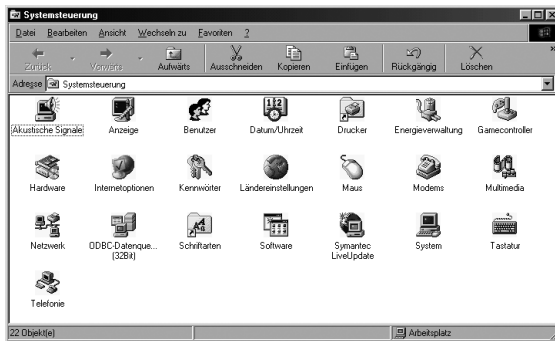 Systemsteuerung
Datei Bearbeiten Ansicht Wechseln zu Favoriten ?
Zurück Vorwärts Aufwärts Ausschneiden Kopieren Einfügen Rückgängig Löschen »
Adresse Systemsteuerung
Akustische Signale Anzeige Benutzer Datum/Uhrzeit Drucker Energieverwaltung Gamecontroller
Hardware Internetoptionen Kennwörter Ländereinstellungen Maus Modems Multimedia
Netzwerk ODBC-Datenque... Schriftarten Software Symantec System Tastatur
(32Bit) LiveUpdate
Telefonie
22 Objekt(e) Arbeitsplatz